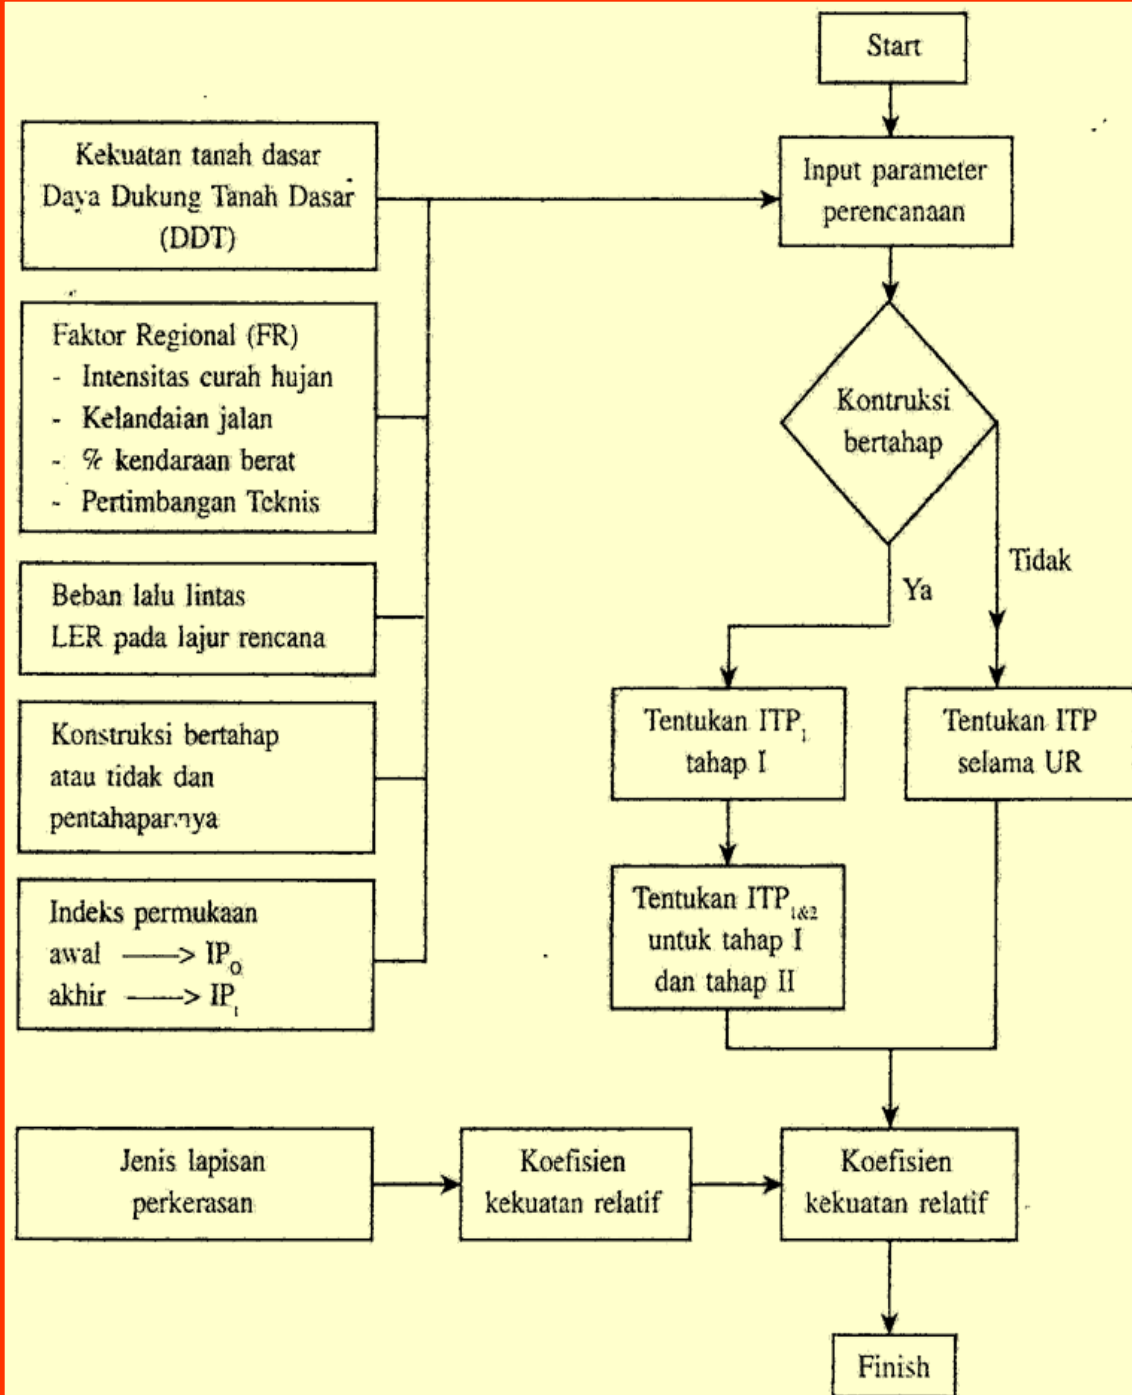 Start
Kekuatan tanah dasar
Daya Dukung Tanah Dasar
(DDT)
Input parameter
perencanaan
Faktor Regional (FR)
- Intensitas curah hujan
- Kelandaian jalan
- % kendaraan berat
- Pertimbangan Teknis
Kontruksi
bertahap
Beban lalu lintas
LER pada lajur rencana
Ya
Tidak
Konstruksi bertahap
atau tidak dan
pentahapannya
Tentukan ITP₁
tahap I
Tentukan ITP
selama UR
Indeks permukaan
awal ----> IP₀
akhir ----> IPₜ
Tentukan ITP₁&₂
untuk tahap I
dan tahap II
Jenis lapisan
perkerasan
Koefisien
kekuatan relatif
Koefisien
kekuatan relatif
Finish